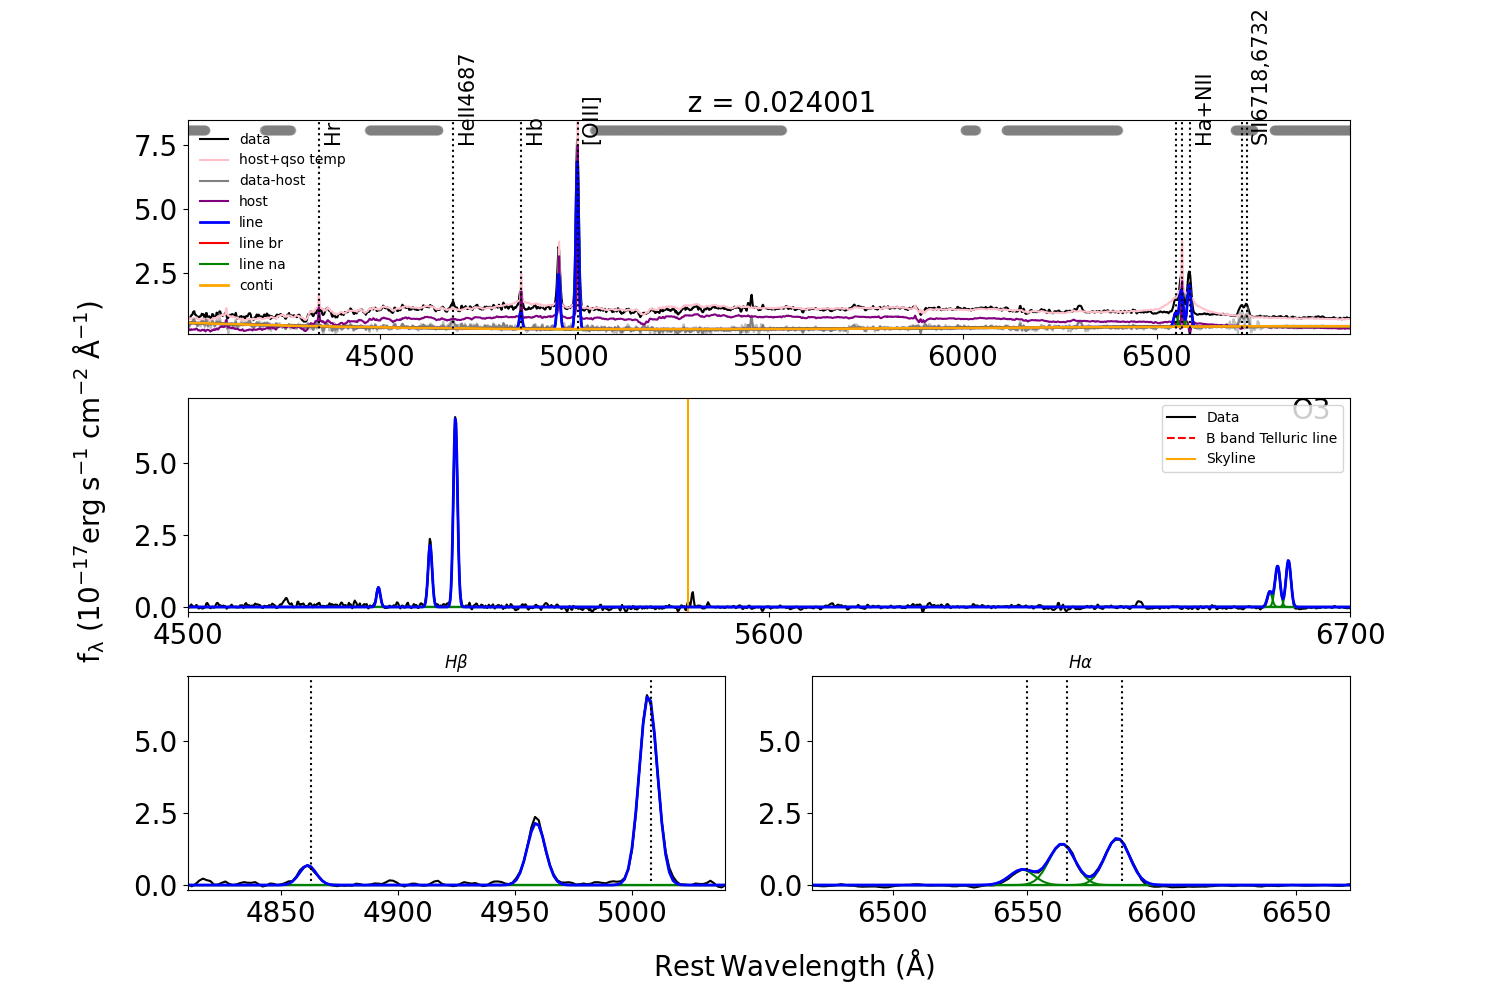 z = 0.024001
Hr
HeII4687
Hb
[OIII]
Ha+NII
SII6718,6732
data
host+qso temp
data-host
host
line
line br
line na
conti
7.5
5.0
2.5
4500 5000 5500 6000 6500
fλ (10⁻¹⁷erg s⁻¹ cm⁻² Å⁻¹)
O3
Data
B band Telluric line
Skyline
5.0
2.5
0.0
4500 5600 6700
Hβ
5.0
2.5
0.0
4850 4900 4950 5000
Hα
5.0
2.5
0.0
6500 6550 6600 6650
Rest Wavelength (Å)